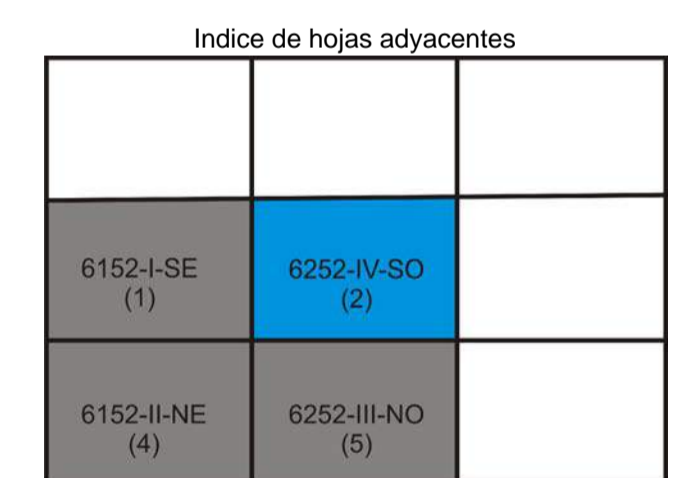 Indice de hojas adyacentes
6152-I-SE
(1)
6252-IV-SO
(2)
6152-II-NE
(4)
6252-III-NO
(5)